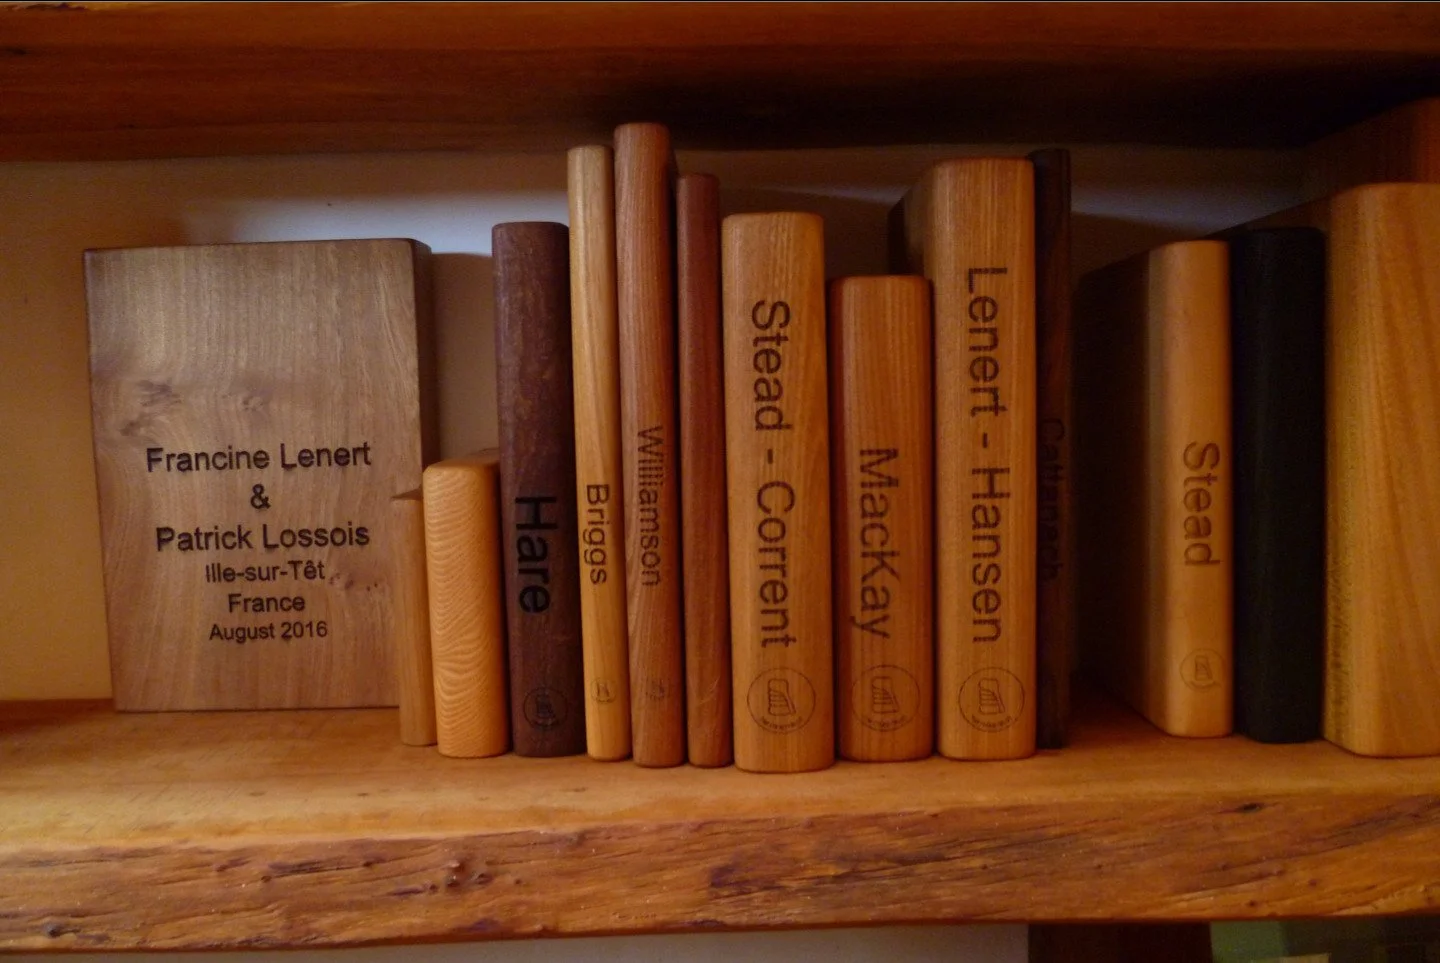 Francine Lenert
&
Patrick Lossois
Ille-sur-Têt
France
August 2016
Hare
Briggs
Williamson
Stead - Corrent
MacKay
Lenert - Hansen
Cattanach
Stead